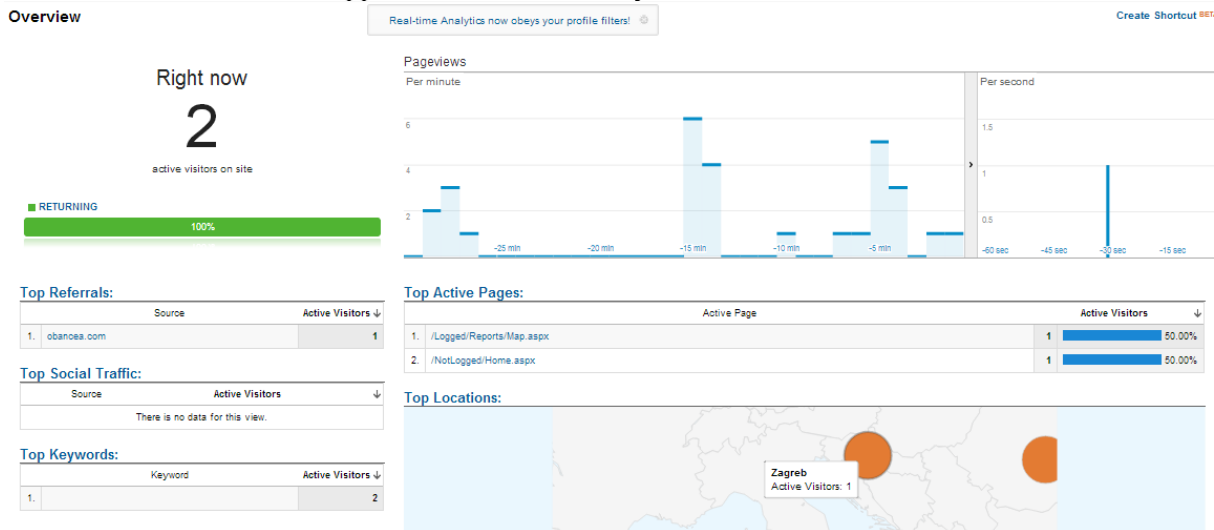 Overview
Real-time Analytics now obeys your profile filters!
Create Shortcut BETA
Right now
2
active visitors on site
RETURNING
100%
Pageviews
Per minute
Per second
6
4
2
-25 min
-20 min
-15 min
-10 min
-5 min
1.5
1
0.5
-60 sec
-45 sec
-30 sec
-15 sec
Top Referrals:
Source Active Visitors
1. obancea.com 1
Top Social Traffic:
Source Active Visitors
There is no data for this view.
Top Keywords:
Keyword Active Visitors
1. 2
Top Active Pages:
Active Page Active Visitors
1. /Logged/Reports/Map.aspx 1 50.00%
2. /NotLogged/Home.aspx 1 50.00%
Top Locations:
Zagreb
Active Visitors: 1